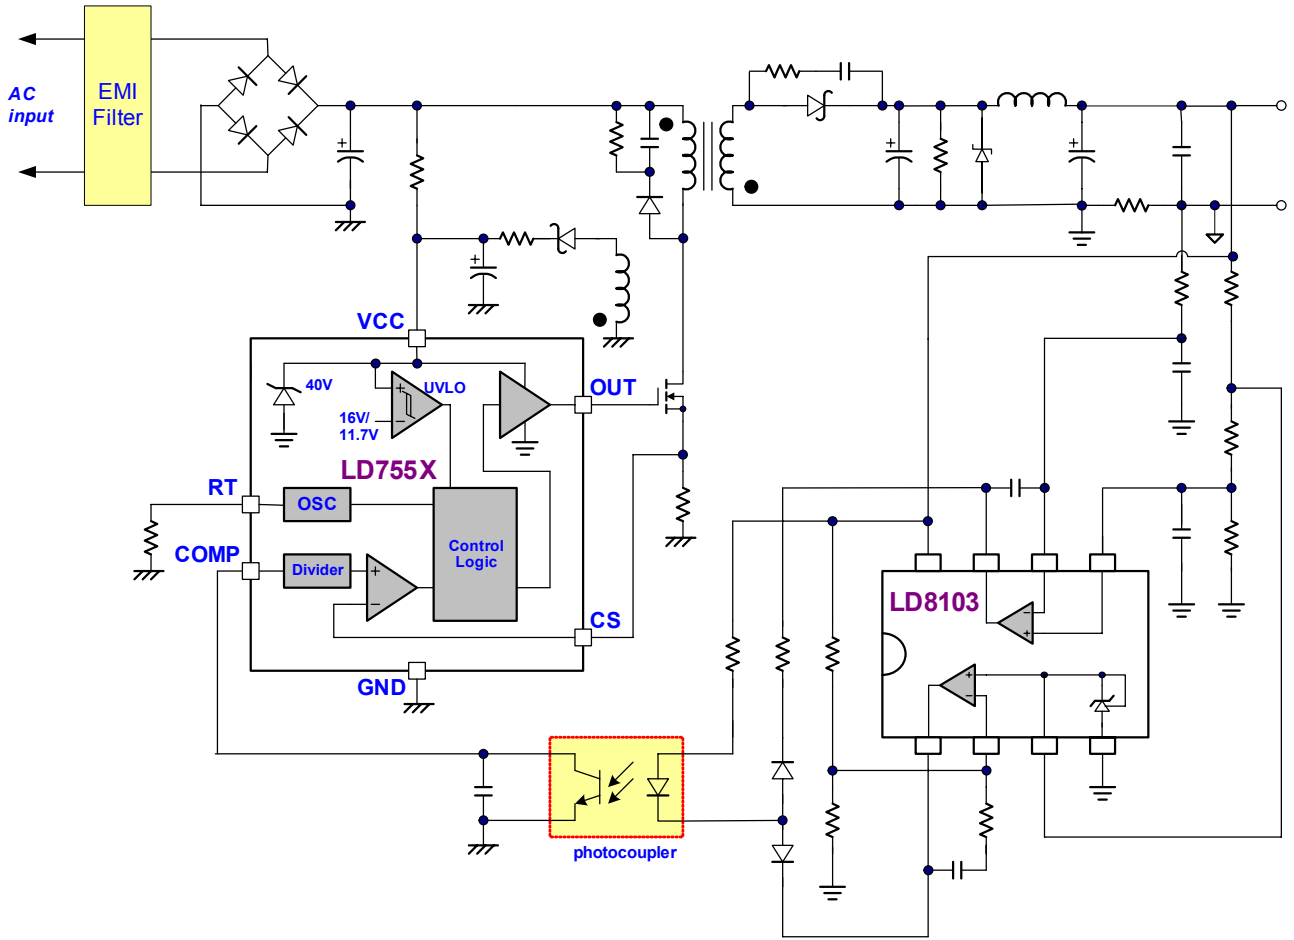 AC
input
EMI
Filter
+
+
+
+
VCC
40V
+
UVLO
16V/
11.7V
−
OUT
LD755X
RT
OSC
COMP
Divider
+
−
Control
Logic
CS
GND
LD8103
−
+
+
−
photocoupler